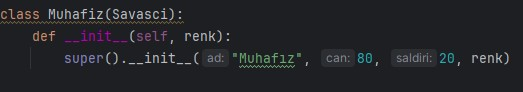 class Muhafiz(Savasci):
def __init__(self, renk):
super().__init__( ad: "Muhafız", can: 80, saldiri: 20, renk)